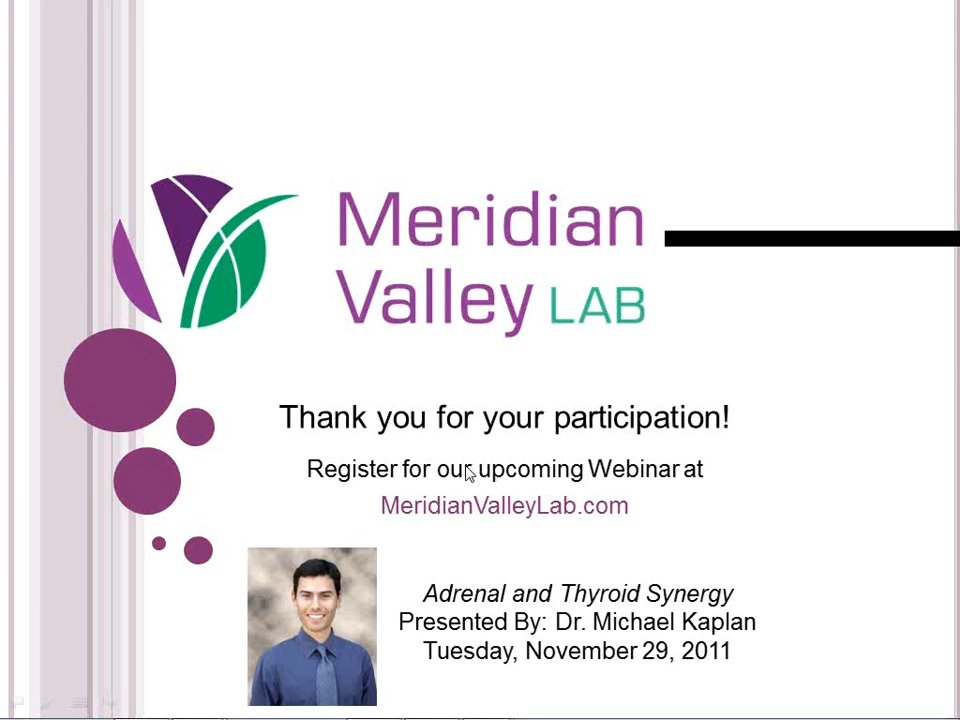 Meridian
Valley LAB
Thank you for your participation!
Register for our upcoming Webinar at
MeridianValleyLab.com
Adrenal and Thyroid Synergy
Presented By: Dr. Michael Kaplan
Tuesday, November 29, 2011